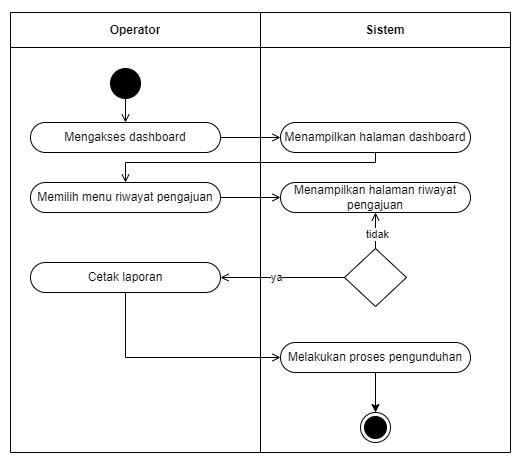 Operator
Sistem
Mengakses dashboard
Menampilkan halaman dashboard
Memilih menu riwayat pengajuan
Menampilkan halaman riwayat
pengajuan
tidak
Cetak laporan
ya
Melakukan proses pengunduhan